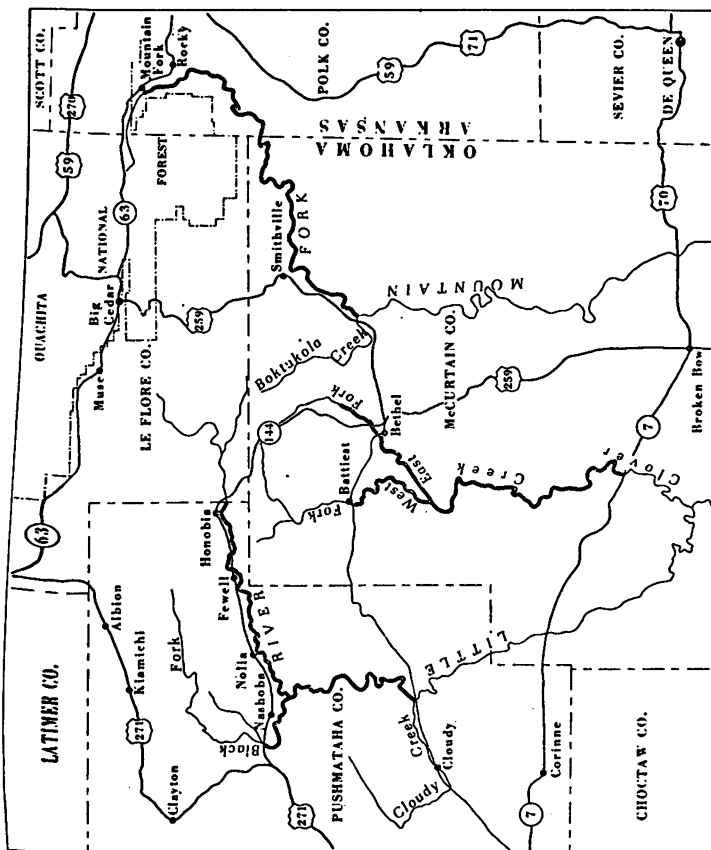 SCOTT CO.
270
59
Mountain
Fork
Rocky
POLK CO.
59
71
71
SEVIER CO.
DE QUEEN
OUACHITA
NATIONAL
FOREST
63
OKLAHOMA
ARKANSAS
70
Big
Cedar
Muse
LE FLORE CO.
259
Smithville
FORK
MOUNTAIN
Boktukola
Creek
McCURTAIN CO.
259
Broken Bow
144
Fork
Bethel
East
Battiest
West
Fork
Creek
Clover
7
63
Honobia
Fewell
RIVER
Nolia
Nashoba
Albion
Kiamichi
271
Clayton
Fork
Black
271
LATIMER CO.
PUSHMATAHA CO.
LITTLE
Creek
Cloudy
Cloudy
Corinne
7
CHOCTAW CO.